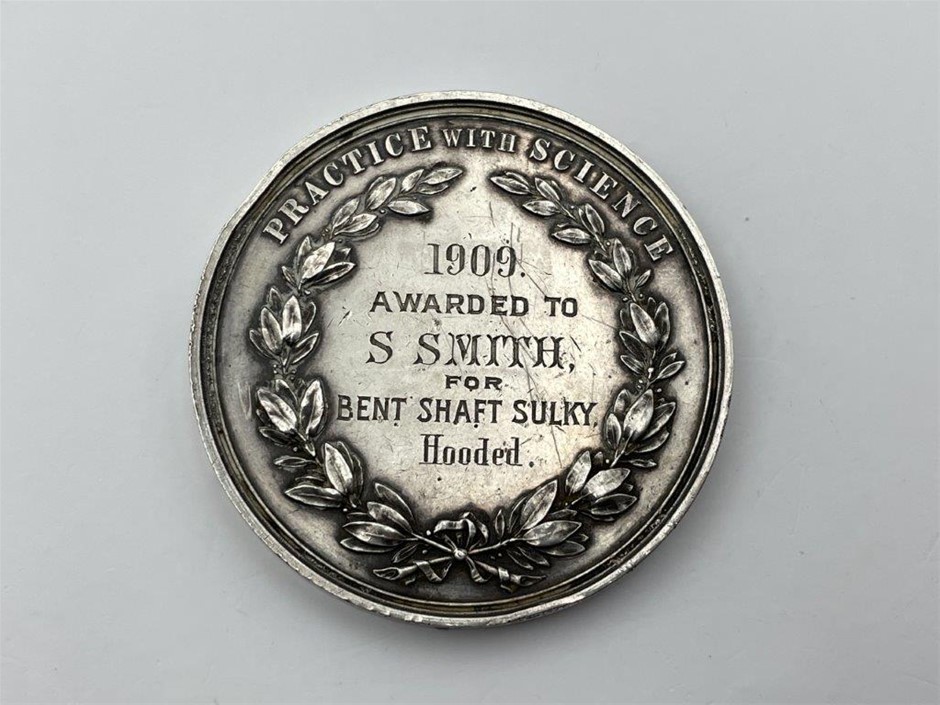 PRACTICE WITH SCIENCE
1909.
AWARDED TO
S SMITH,
FOR
BENT SHAFT SULKY,
Hooded.